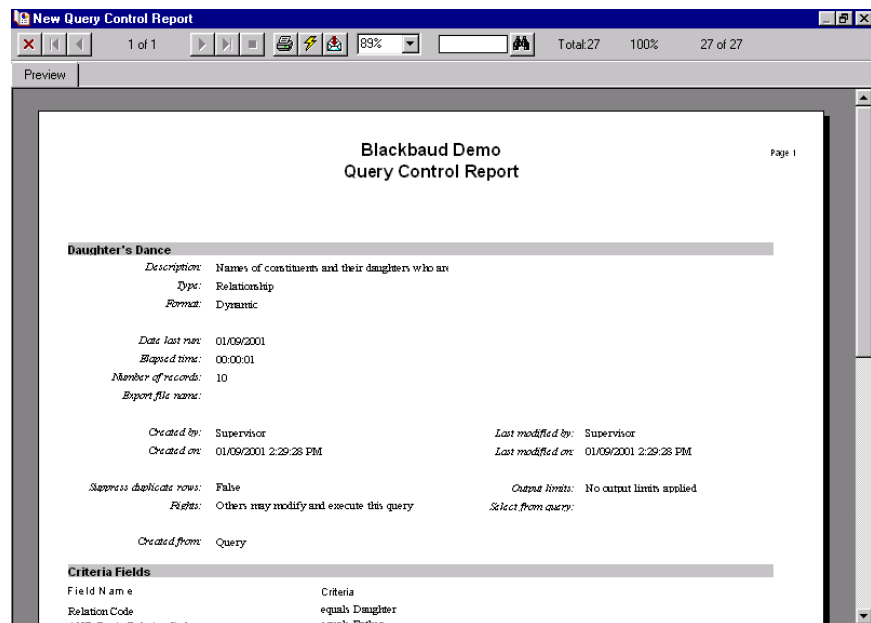 New Query Control Report
1 of 1 89% Total:27 100% 27 of 27
Preview
Blackbaud Demo
Page 1
Query Control Report
Daughter's Dance
Description: Names of constituents and their daughters who are
Type: Relationship
Format: Dynamic
Date last run: 01/09/2001
Elapsed time: 00:00:01
Number of records: 10
Export file name:
Created by: Supervisor Last modified by: Supervisor
Created on: 01/09/2001 2:29:28 PM Last modified on: 01/09/2001 2:29:28 PM
Suppress duplicate rows: False Output limits: No output limits applied
Rights: Others may modify and execute this query Select from query:
Created from: Query
Criteria Fields
Field Name Criteria
Relation Code equals Daughter